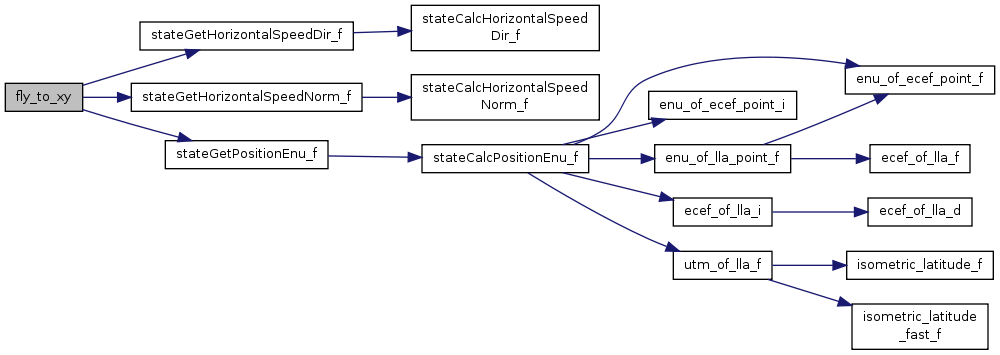 fly_to_xy
stateGetHorizontalSpeedDir_f
stateCalcHorizontalSpeed
Dir_f
stateGetHorizontalSpeedNorm_f
stateCalcHorizontalSpeed
Norm_f
stateGetPositionEnu_f
stateCalcPositionEnu_f
enu_of_ecef_point_f
enu_of_ecef_point_i
enu_of_lla_point_f
ecef_of_lla_f
ecef_of_lla_i
ecef_of_lla_d
utm_of_lla_f
isometric_latitude_f
isometric_latitude
_fast_f